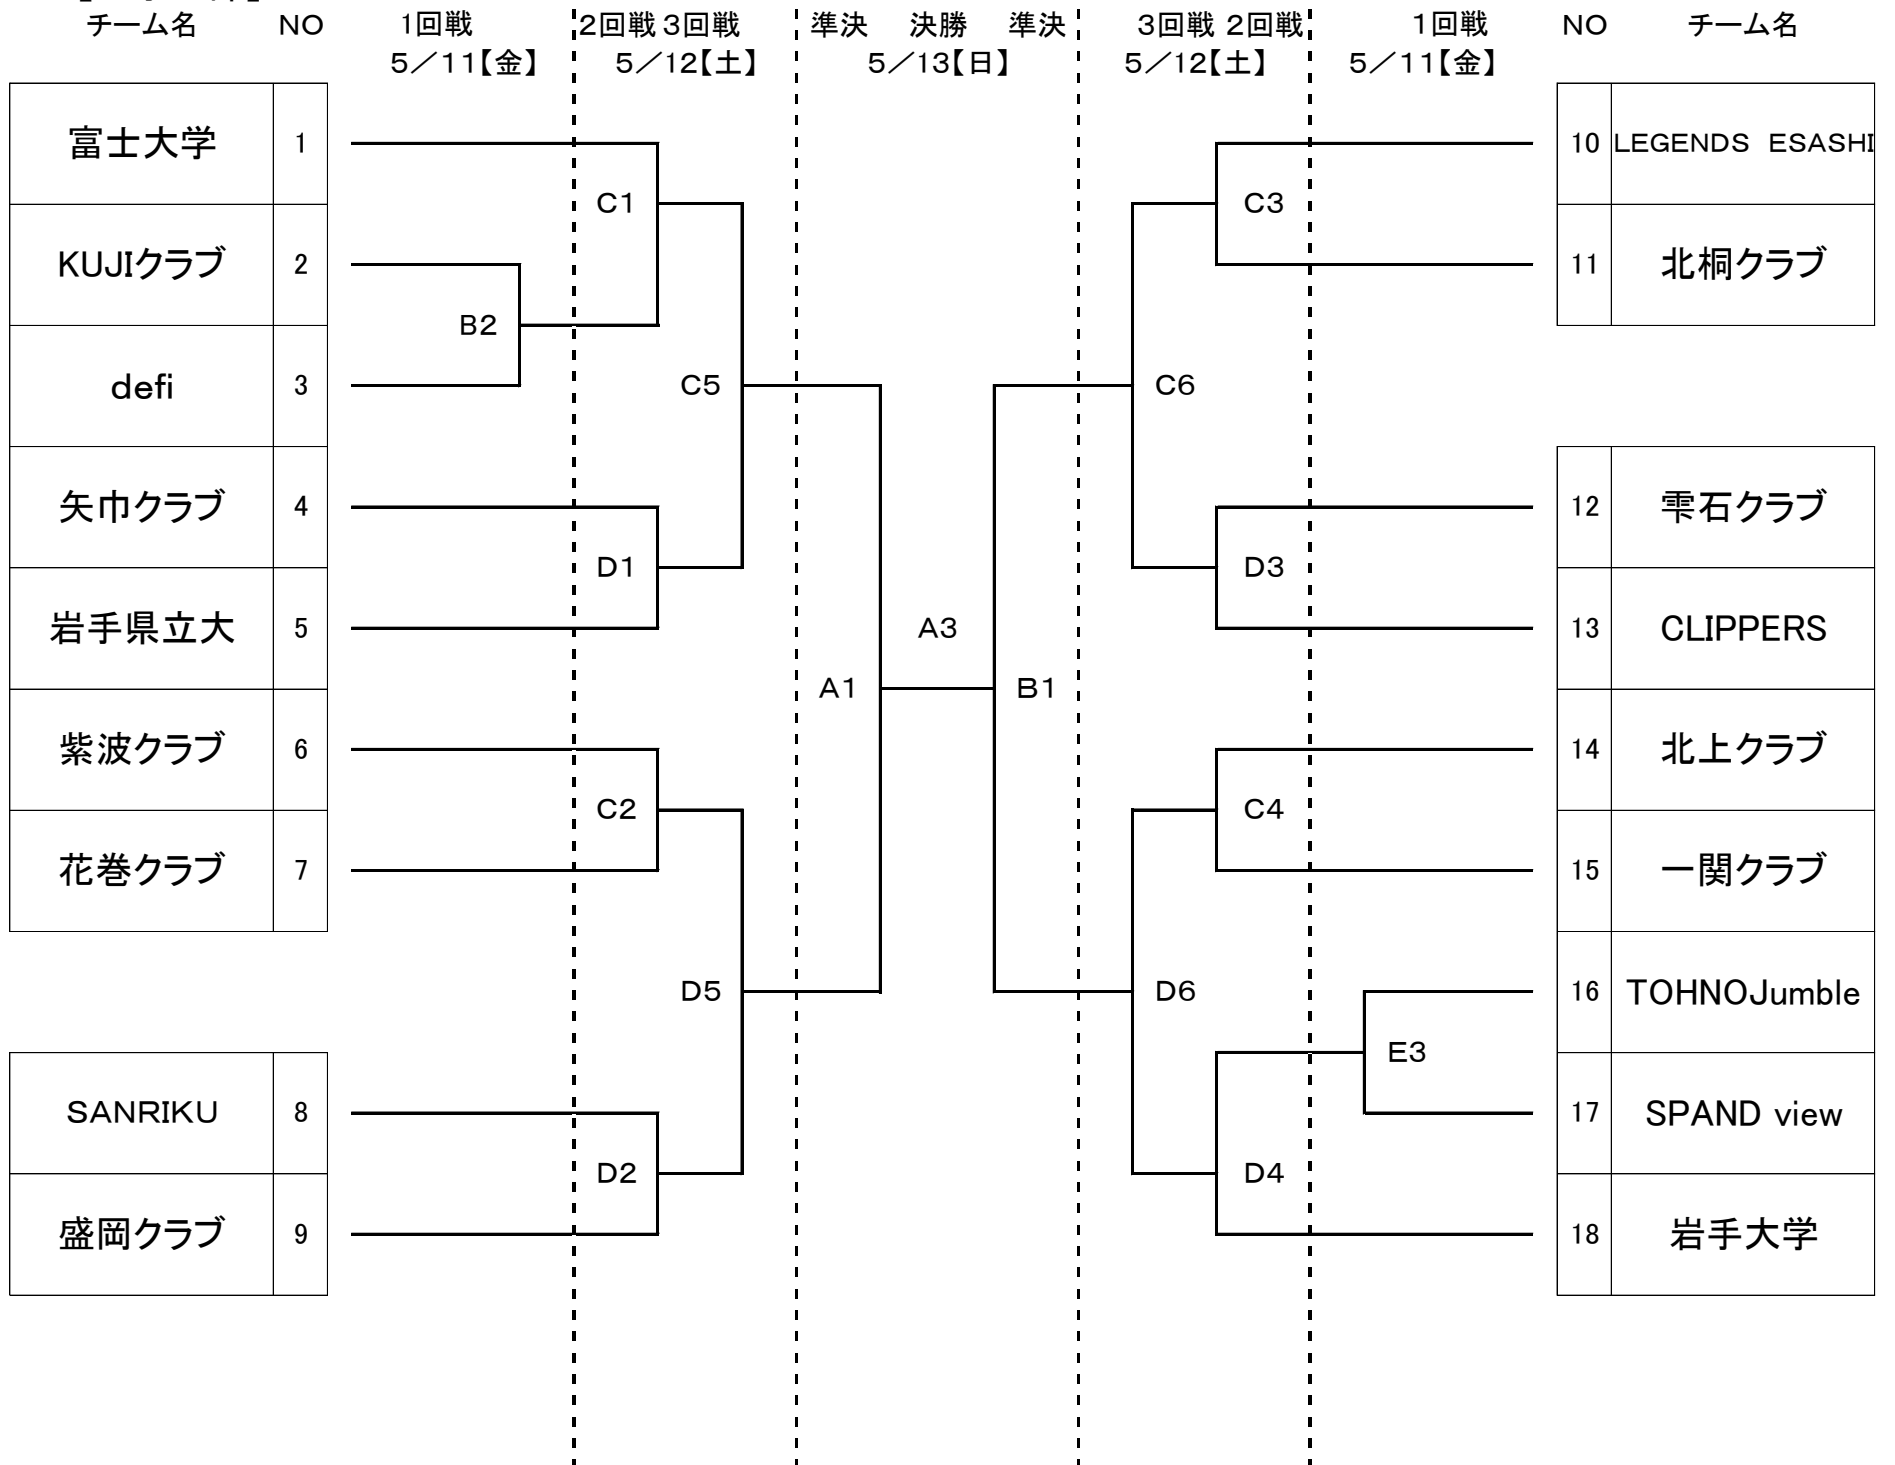 チーム名 NO 1回戦 2回戦 3回戦 準決 決勝 準決 3回戦 2回戦 1回戦 NO チーム名
5/11【金】 5/12【土】 5/13【日】 5/12【土】 5/11【金】
富士大学 1 10 LEGENDS ESASHI
C1 C3
KUJIクラブ 2 11 北桐クラブ
B2
defi 3 C5 C6
矢巾クラブ 4 12 雫石クラブ
D1 D3
岩手県立大 5 A3 13 CLIPPERS
A1 B1
紫波クラブ 6 14 北上クラブ
C2 C4
花巻クラブ 7 15 一関クラブ
D5 D6 16 TOHNOJumble
E3
SANRIKU 8 17 SPAND view
D2 D4
盛岡クラブ 9 18 岩手大学